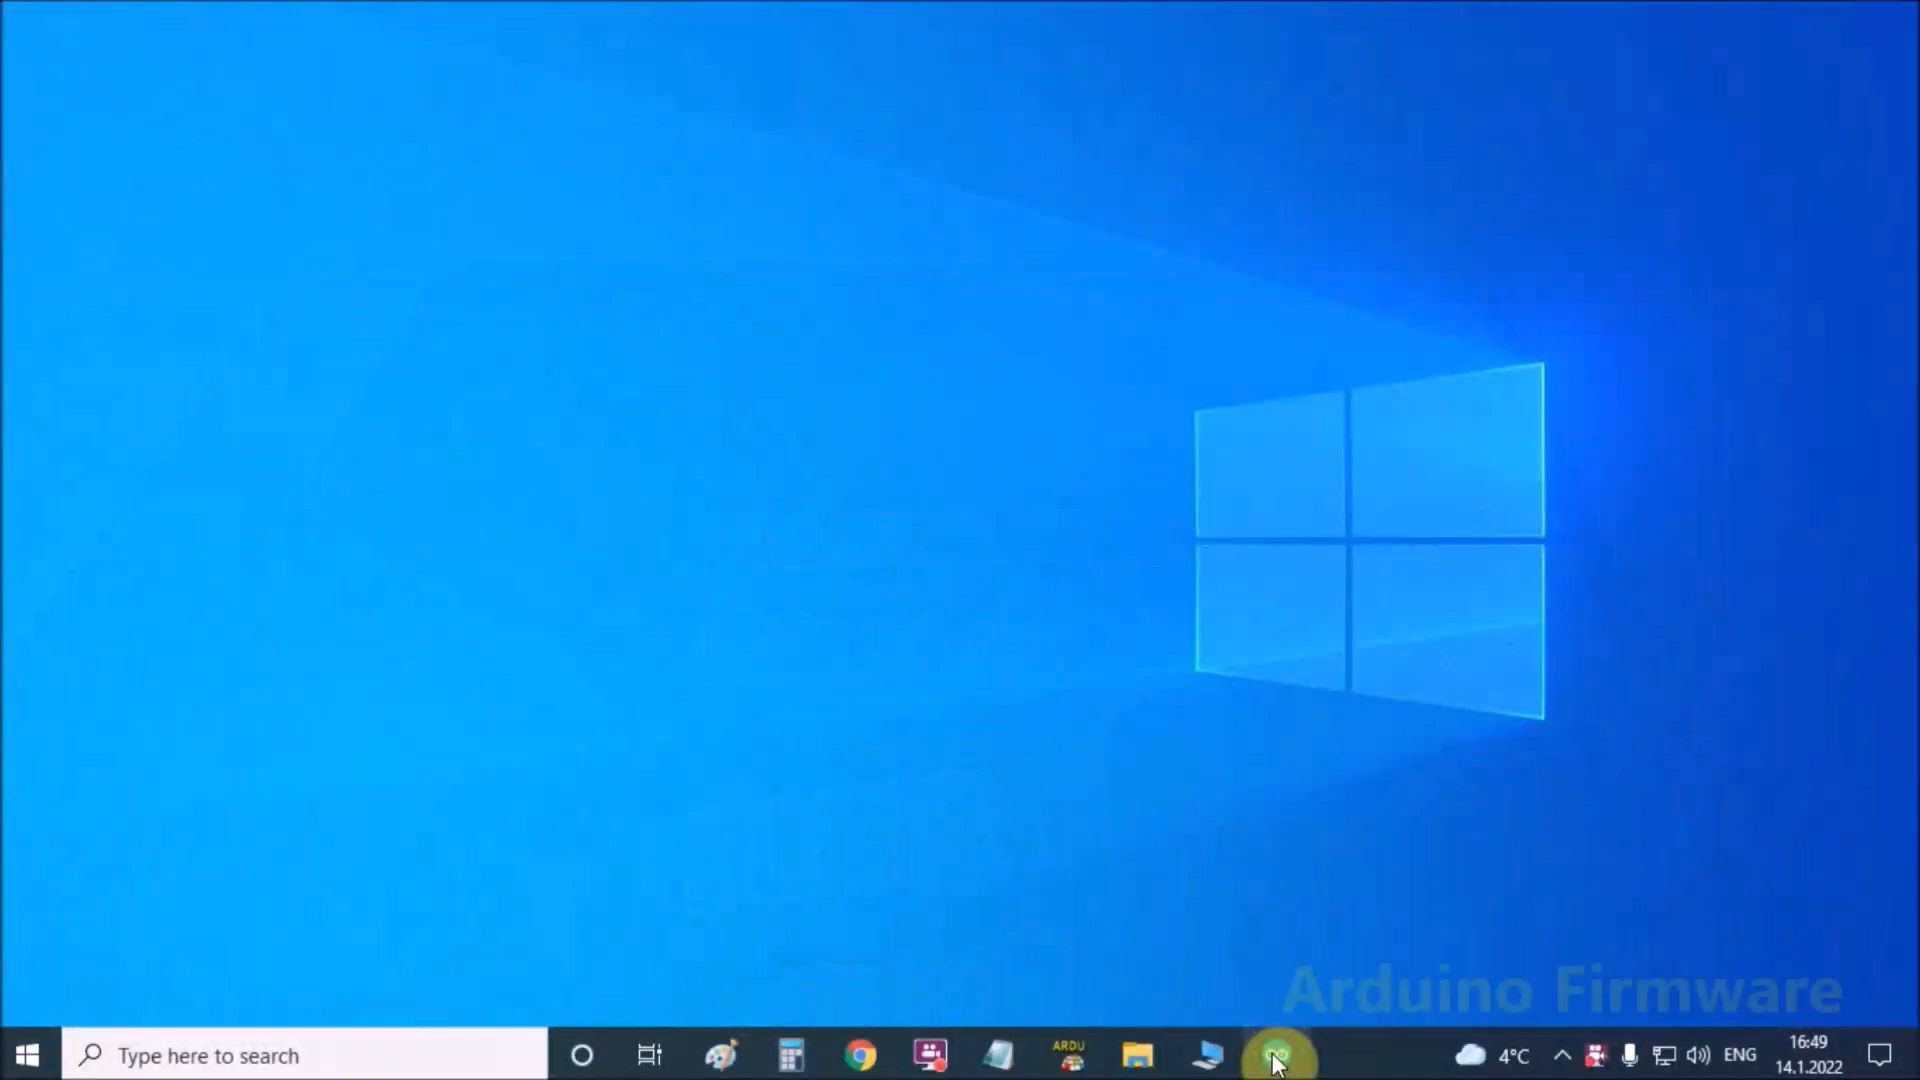 Arduino Firmware
Type here to search
ARDU
4°C
ENG
16:49
14.1.2022